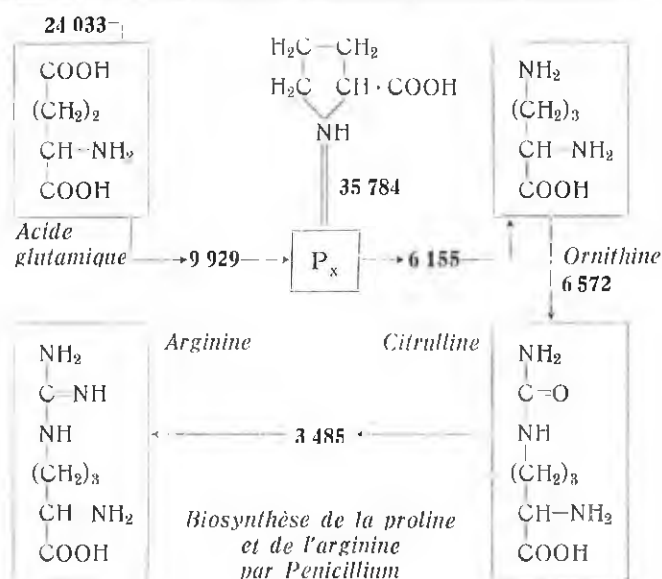 24 033
COOH
(CH₂)₂
CH-NH₂
COOH
Acide
glutamique
H₂C-CH₂
H₂C CH·COOH
NH
35 784
NH₂
(CH₂)₃
CH-NH₂
COOH
9 929
Pₓ
6 155
Ornithine
6 572
Arginine
NH₂
C=NH
NH
(CH₂)₃
CH NH₂
COOH
3 485
Citrulline
NH₂
C=O
NH
(CH₂)₃
CH-NH₂
COOH
Biosynthèse de la proline
et de l'arginine
par Penicillium